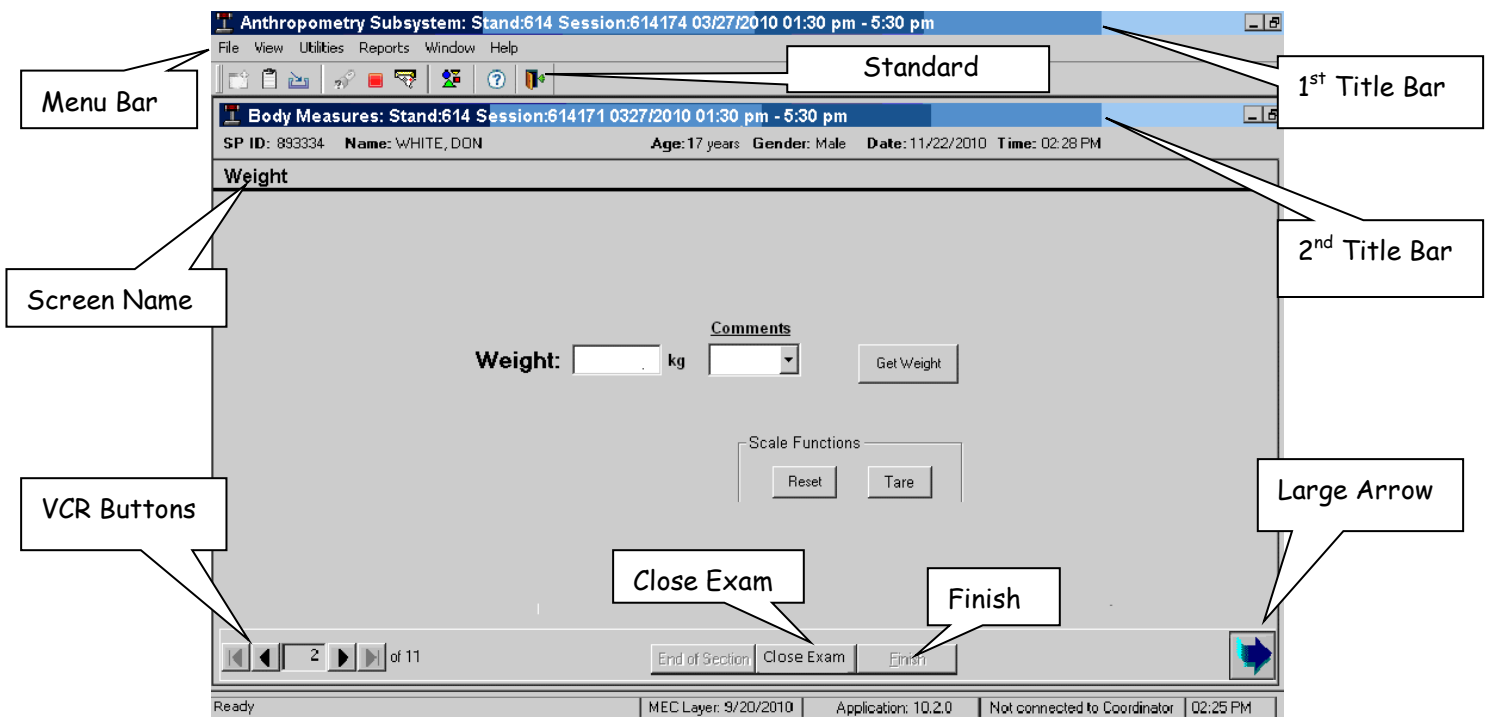 Anthropometry Subsystem: Stand:614 Session:614174 03/27/2010 01:30 pm - 5:30 pm
File View Utilities Reports Window Help
Standard
Menu Bar
1st Title Bar
Body Measures: Stand:614 Session:614171 0327/2010 01:30 pm - 5:30 pm
SP ID: 893334 Name: WHITE, DON Age: 17 years Gender: Male Date: 11/22/2010 Time: 02:28 PM
Weight
2nd Title Bar
Screen Name
Comments
Weight: . kg Get Weight
Scale Functions
Reset Tare
VCR Buttons
Large Arrow
Close Exam
Finish
2 of 11 End of Section Close Exam Finish
Ready MEC Layer: 9/20/2010 Application: 10.2.0 Not connected to Coordinator 02:25 PM